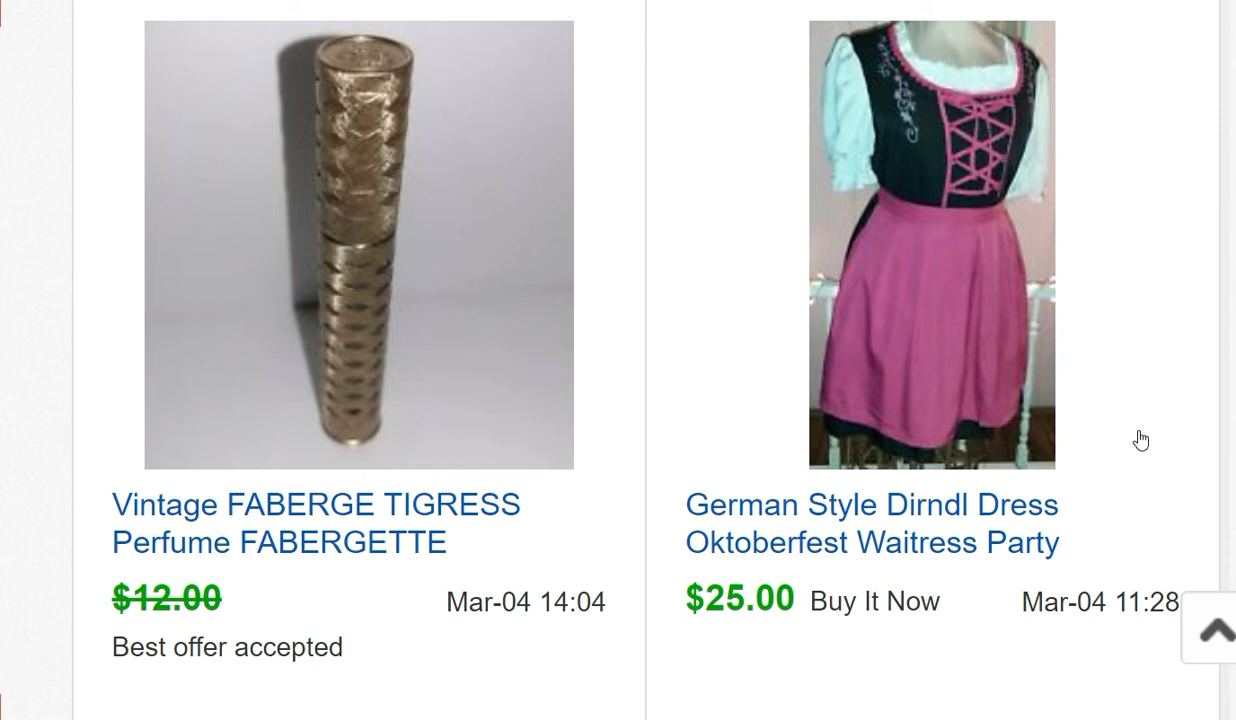 Vintage FABERGE TIGRESS
Perfume FABERGETTE
$12.00 Mar-04 14:04
Best offer accepted
German Style Dirndl Dress
Oktoberfest Waitress Party
$25.00 Buy It Now Mar-04 11:28